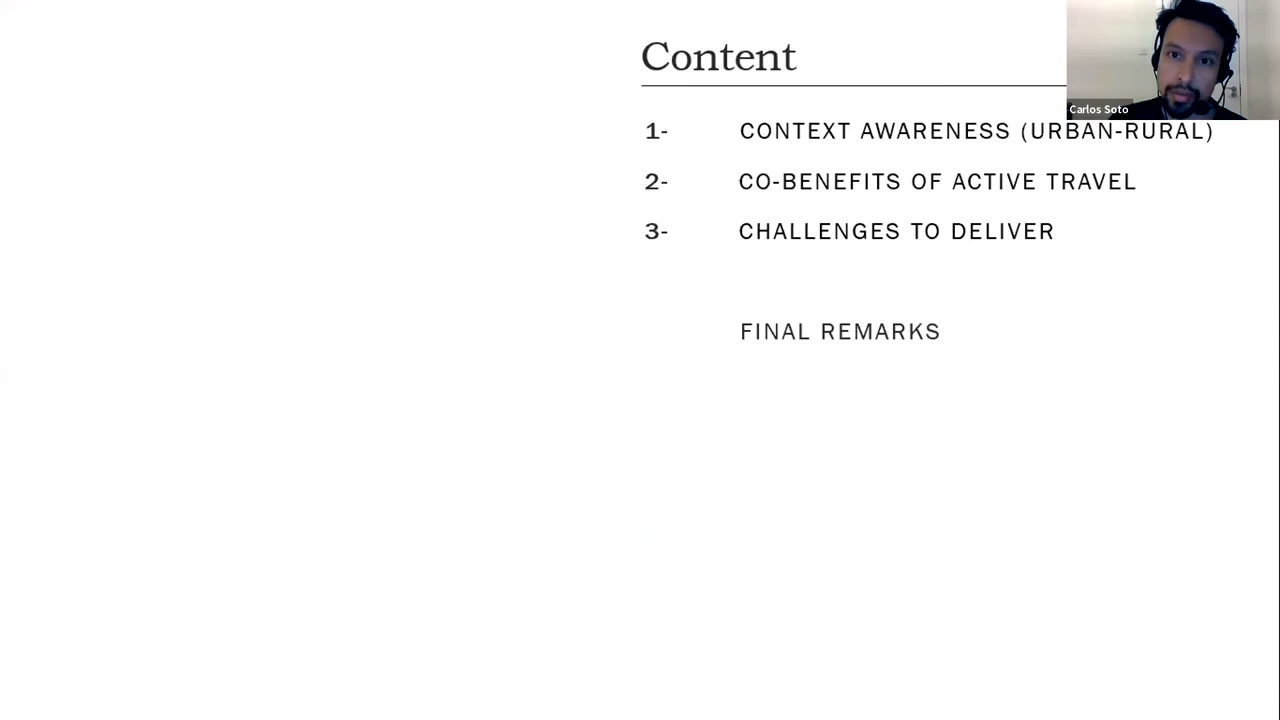 Content
Carlos Soto
1- CONTEXT AWARENESS (URBAN-RURAL)
2- CO-BENEFITS OF ACTIVE TRAVEL
3- CHALLENGES TO DELIVER
FINAL REMARKS